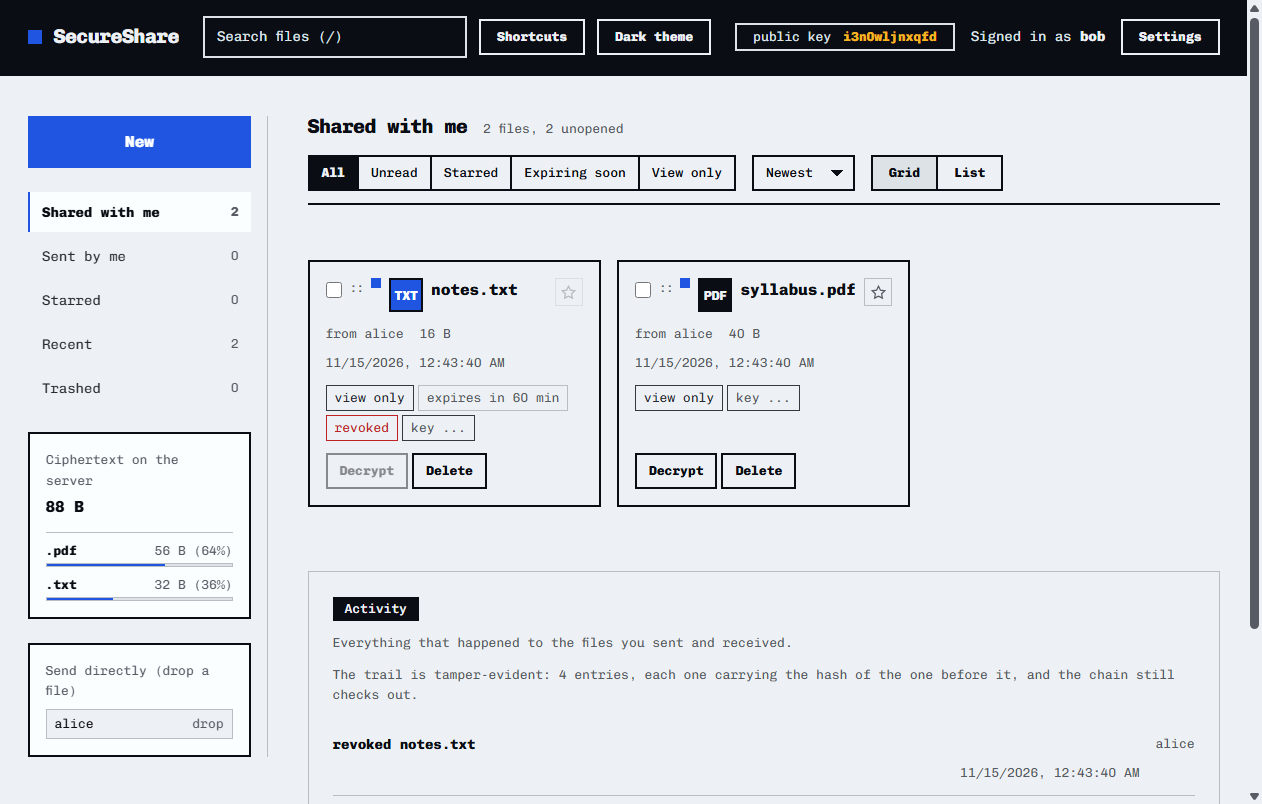 SecureShare
Search files (/)
Shortcuts
Dark theme
public key i3nOwljnxqfd
Signed in as bob
Settings
New
Shared with me 2
Sent by me 0
Starred 0
Recent 2
Trashed 0
Ciphertext on the
server
88 B
.pdf 56 B (64%)
.txt 32 B (36%)
Send directly (drop a
file)
alice drop
Shared with me 2 files, 2 unopened
All Unread Starred Expiring soon View only Newest Grid List
:: TXT notes.txt
from alice 16 B
11/15/2026, 12:43:40 AM
view only expires in 60 min
revoked key ...
Decrypt Delete
:: PDF syllabus.pdf
from alice 40 B
11/15/2026, 12:43:40 AM
view only key ...
Decrypt Delete
Activity
Everything that happened to the files you sent and received.
The trail is tamper-evident: 4 entries, each one carrying the hash of the one before it, and the chain still
checks out.
revoked notes.txt alice
11/15/2026, 12:43:40 AM